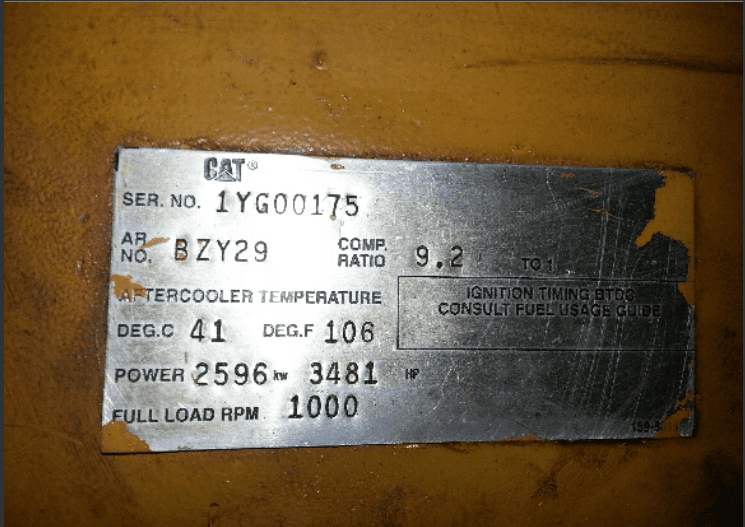 CAT®
SER. NO. 1YG00175
AR NO. BZY29 COMP. RATIO 9.2 TO 1
AFTERCOOLER TEMPERATURE
DEG.C 41 DEG.F 106
IGNITION TIMING BTDC
CONSULT FUEL USAGE GUIDE
POWER 2596 kw 3481 HP
FULL LOAD RPM 1000